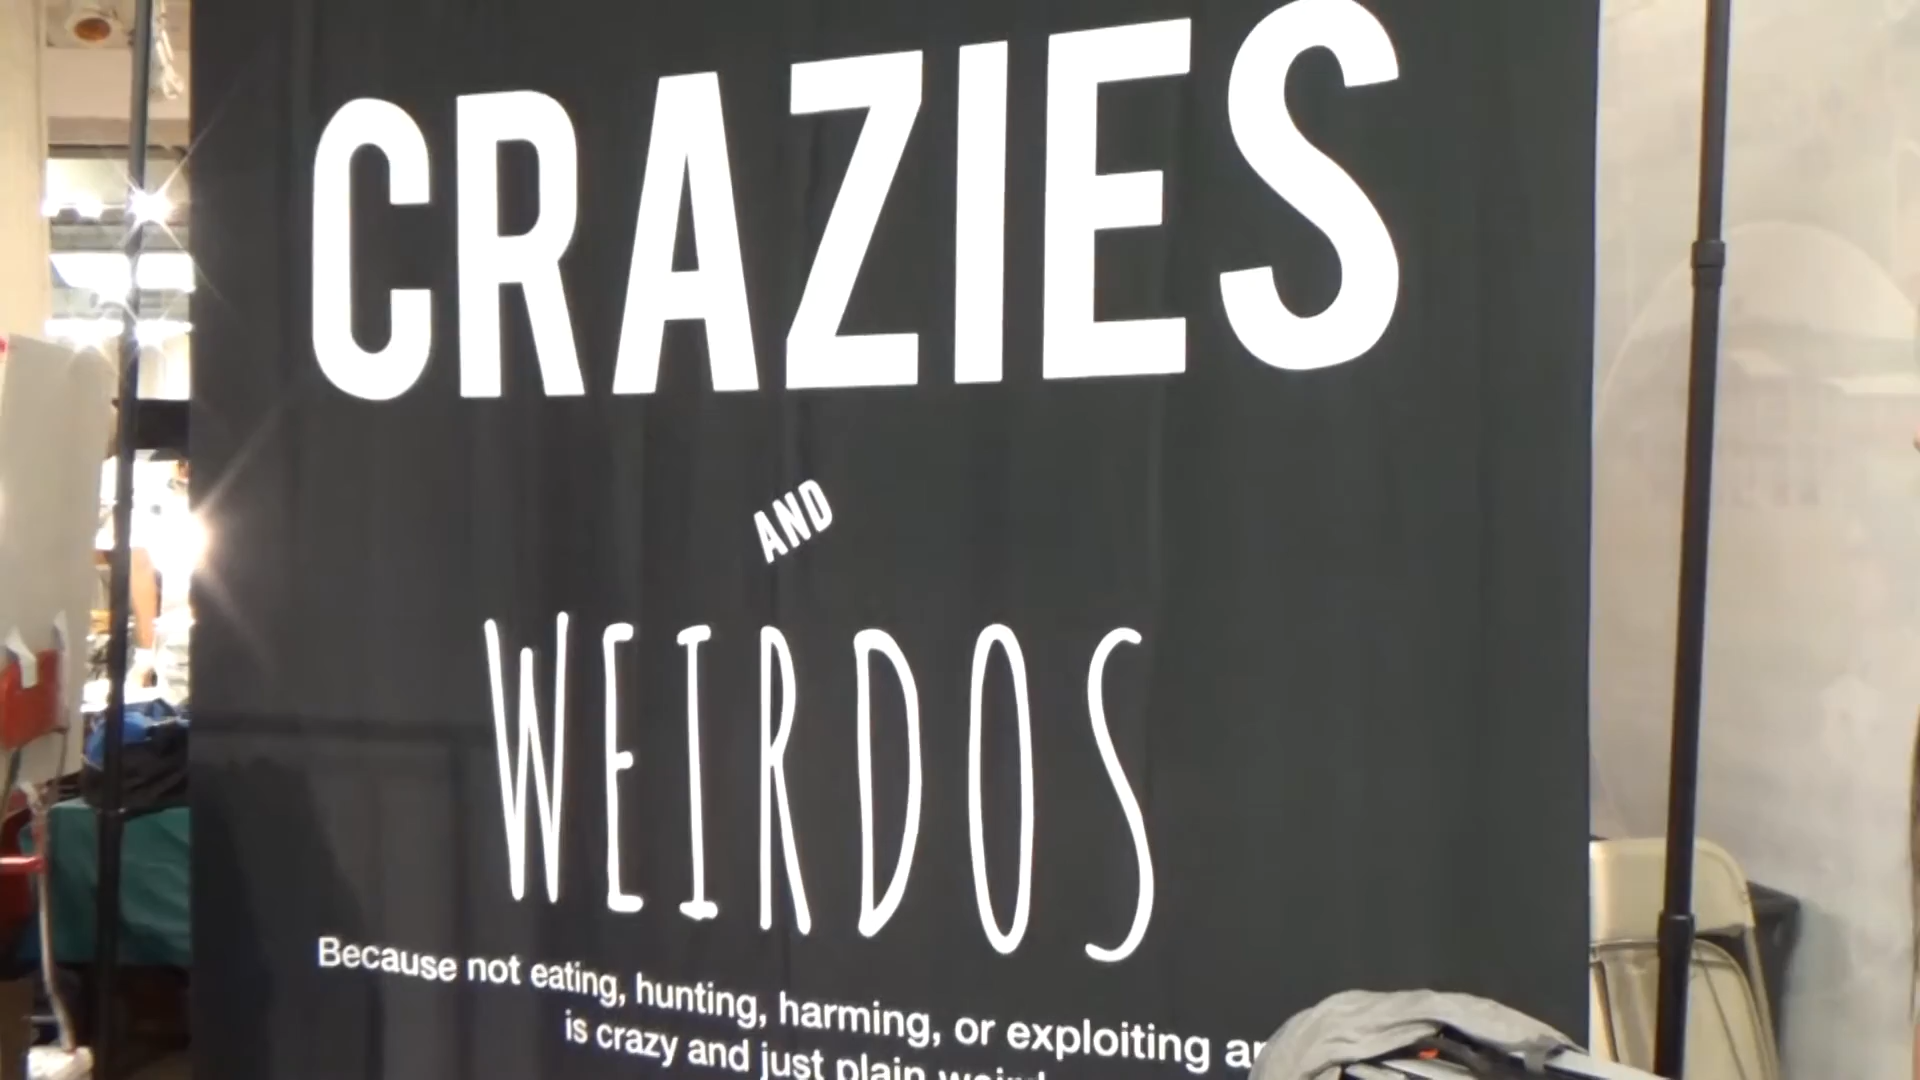 CRAZIES
AND
WEIRDOS
Because not eating, hunting, harming, or exploiting
is crazy and just plain